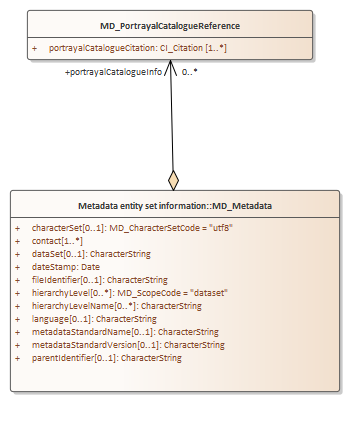 MD_PortrayalCatalogueReference
+ portrayalCatalogueCitation: CI_Citation [1..*]
+portrayalCatalogueInfo 0..*
Metadata entity set information::MD_Metadata
+ characterSet[0..1]: MD_CharacterSetCode = "utf8"
+ contact[1..*]
+ dataSet[0..1]: CharacterString
+ dateStamp: Date
+ fileIdentifier[0..1]: CharacterString
+ hierarchyLevel[0..*]: MD_ScopeCode = "dataset"
+ hierarchyLevelName[0..*]: CharacterString
+ language[0..1]: CharacterString
+ metadataStandardName[0..1]: CharacterString
+ metadataStandardVersion[0..1]: CharacterString
+ parentIdentifier[0..1]: CharacterString